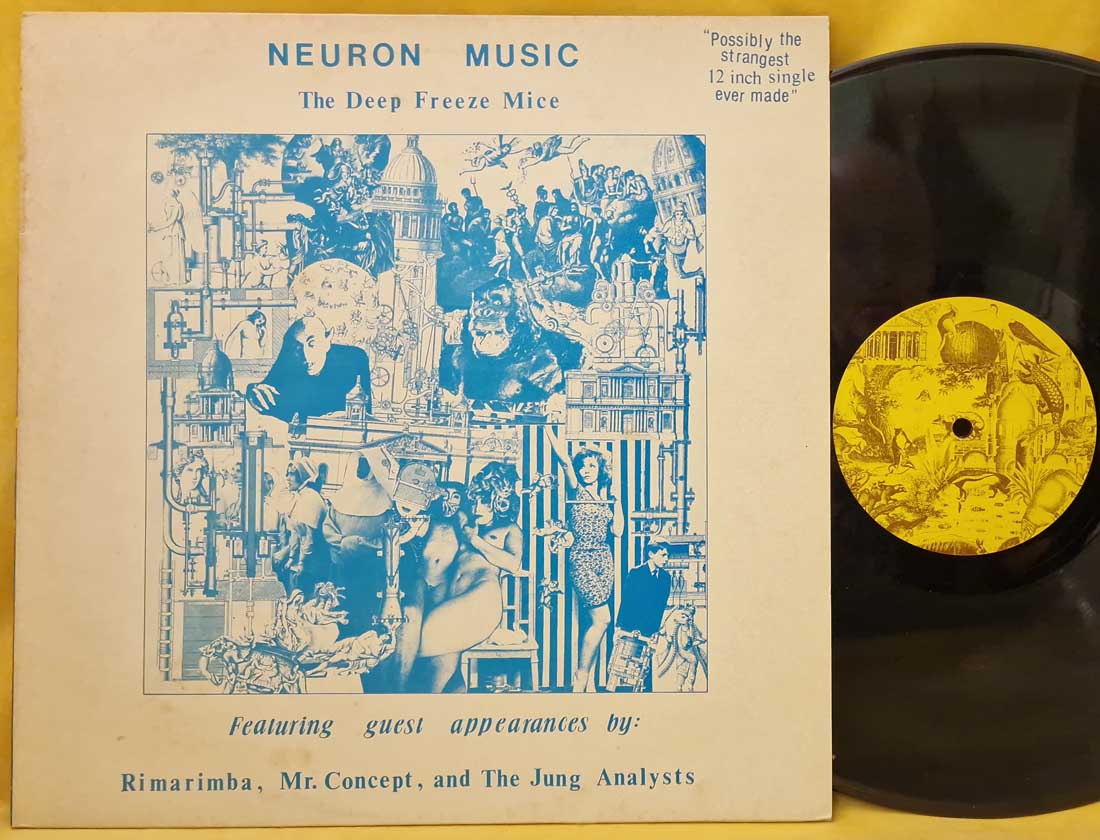 NEURON MUSIC
The Deep Freeze Mice
"Possibly the
strangest
12 inch single
ever made"
Featuring guest appearances by:
Rimarimba, Mr. Concept, and The Jung Analysts